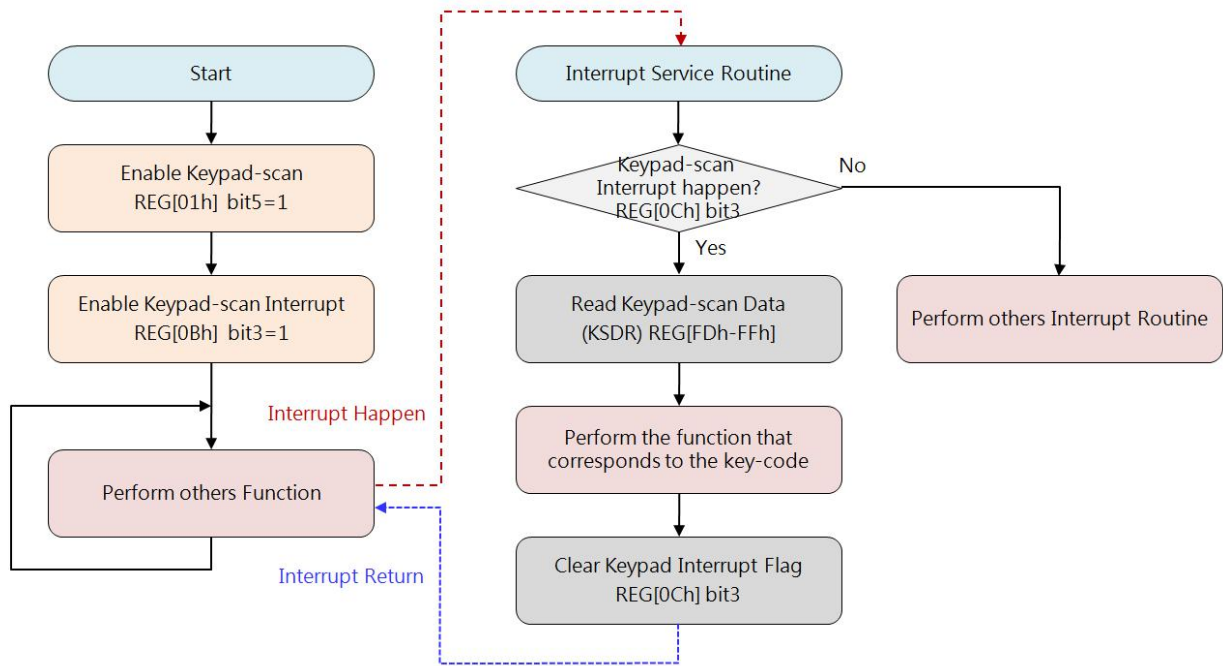 Start
Enable Keypad-scan
REG[01h] bit5=1
Enable Keypad-scan Interrupt
REG[0Bh] bit3=1
Interrupt Happen
Perform others Function
Interrupt Return
Interrupt Service Routine
Keypad-scan
Interrupt happen?
REG[0Ch] bit3
No
Yes
Read Keypad-scan Data
(KSDR) REG[FDh-FFh]
Perform others Interrupt Routine
Perform the function that
corresponds to the key-code
Clear Keypad Interrupt Flag
REG[0Ch] bit3